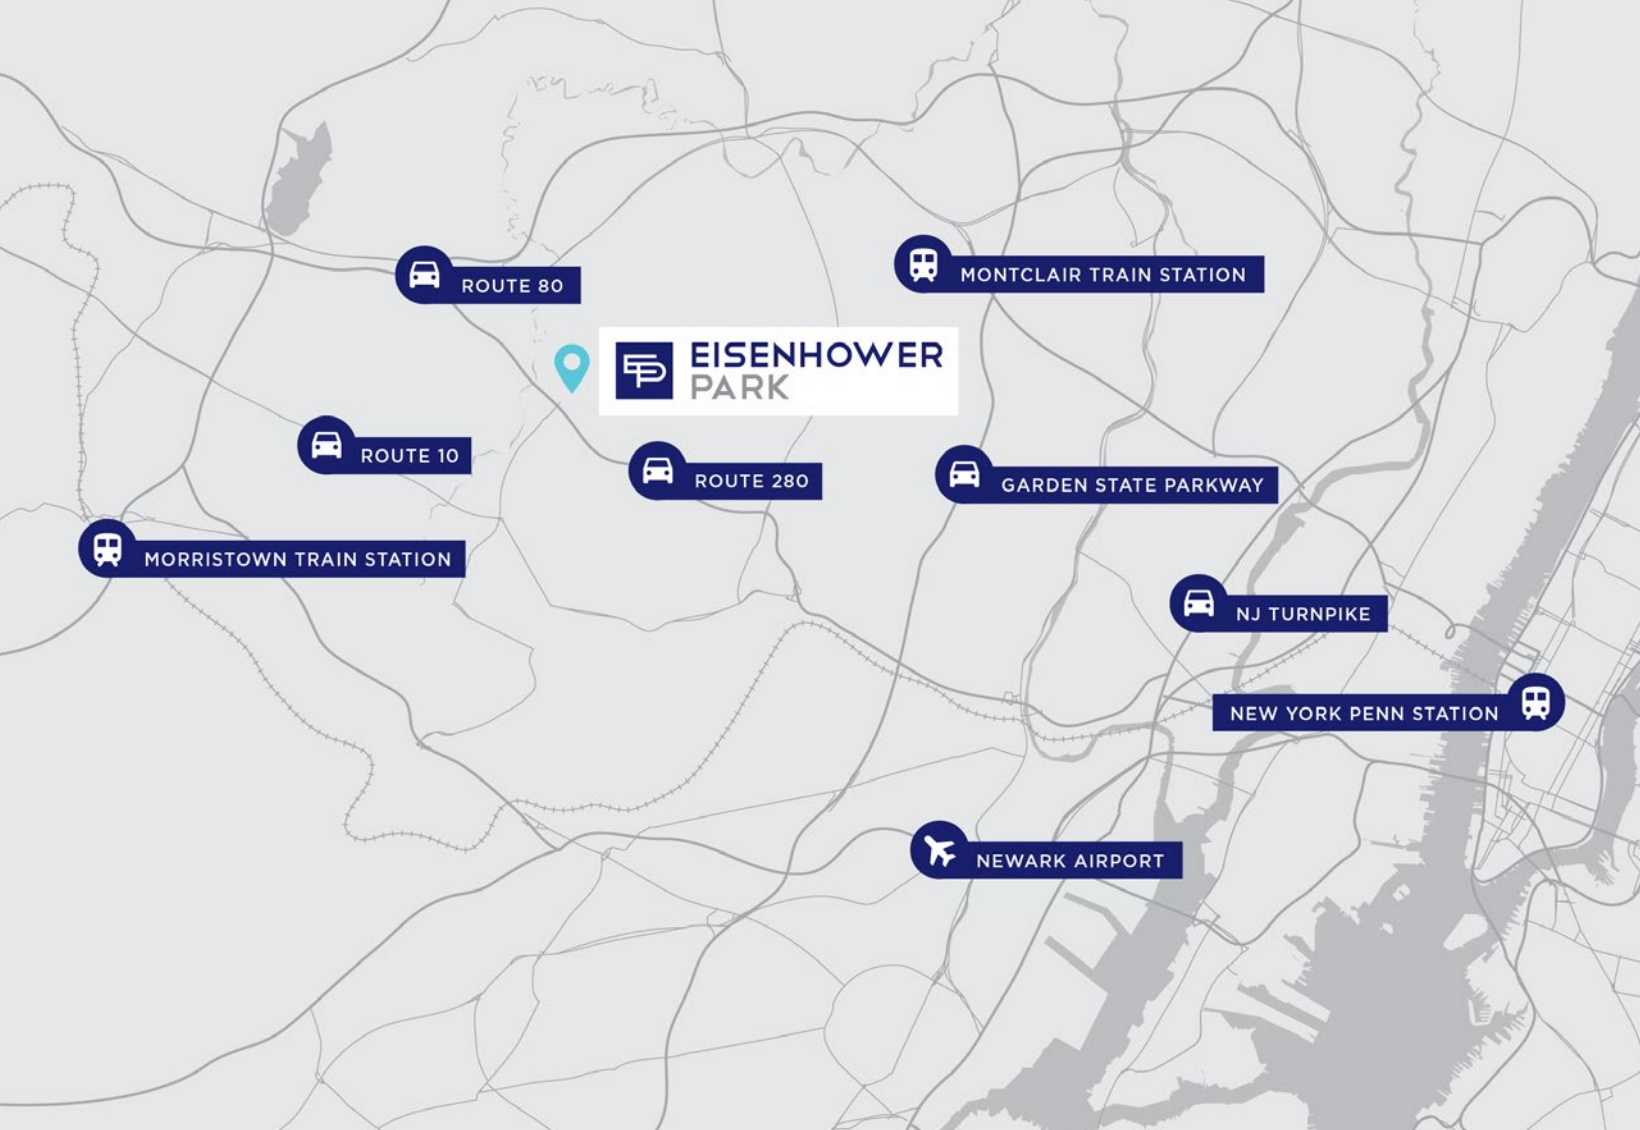 MONTCLAIR TRAIN STATION
ROUTE 80
EP EISENHOWER
PARK
ROUTE 10
ROUTE 280
GARDEN STATE PARKWAY
MORRISTOWN TRAIN STATION
NJ TURNPIKE
NEW YORK PENN STATION
NEWARK AIRPORT